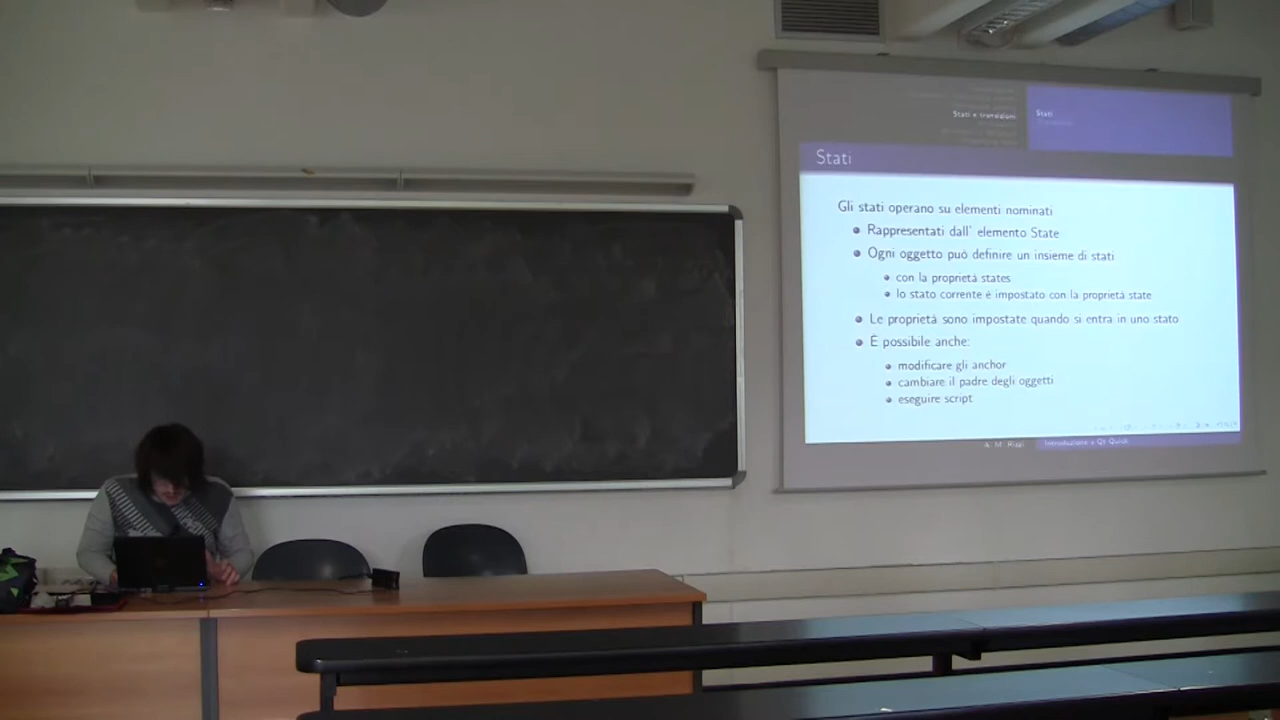 Stati e transizioni
Stati
Stati
Gli stati operano su elementi nominati
Rappresentati dall' elemento State
Ogni oggetto può definire un insieme di stati
con la proprietà states
lo stato corrente è impostato con la proprietà state
Le proprietà sono impostate quando si entra in uno stato
È possibile anche:
modificare gli anchor
cambiare il padre degli oggetti
eseguire script
Introduzione a Qt Quick